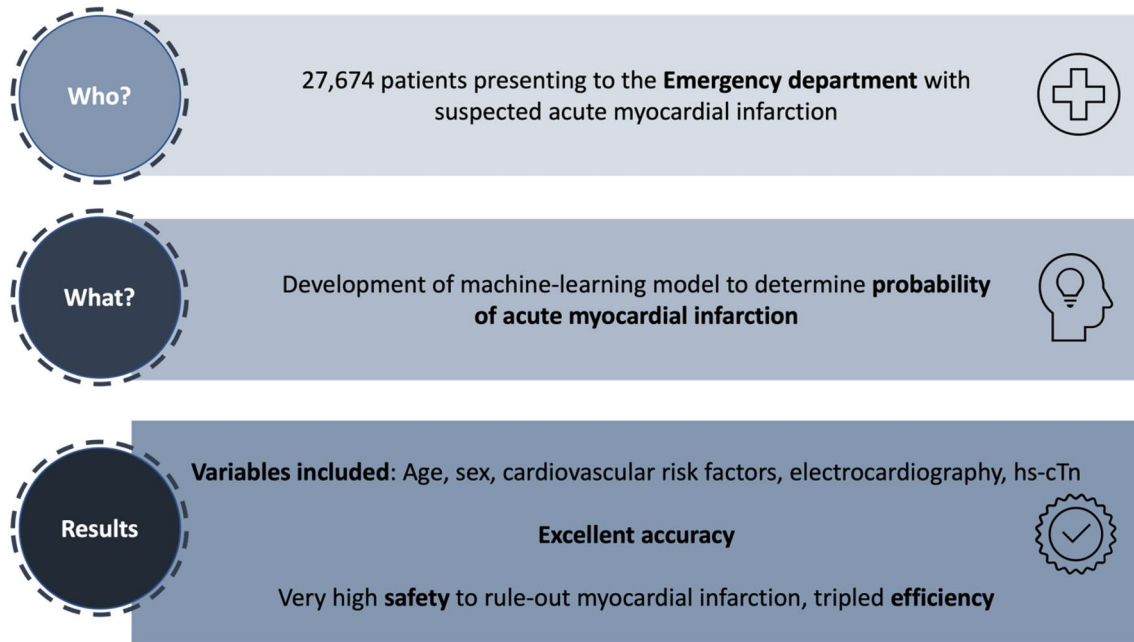 Who?
27,674 patients presenting to the Emergency department with
suspected acute myocardial infarction
What?
Development of machine-learning model to determine probability
of acute myocardial infarction
Results
Variables included: Age, sex, cardiovascular risk factors, electrocardiography, hs-cTn
Excellent accuracy
Very high safety to rule-out myocardial infarction, tripled efficiency